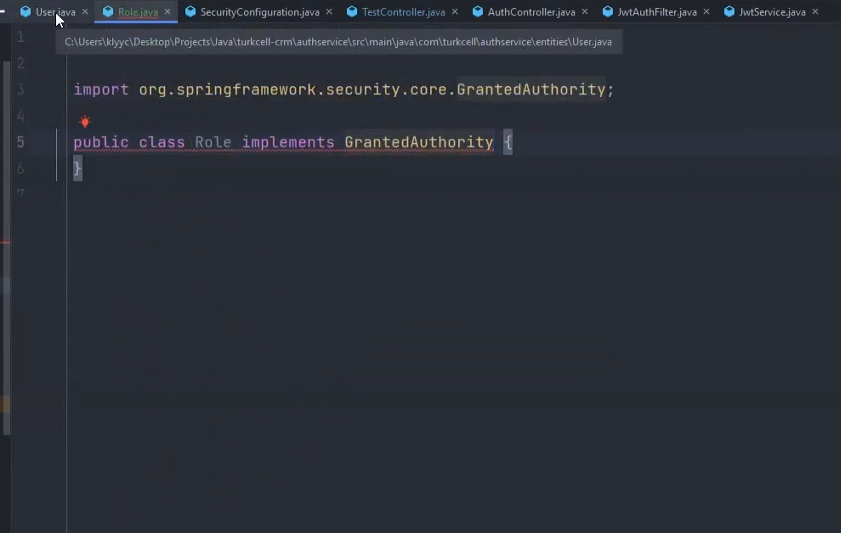 User.java Role.java SecurityConfiguration.java TestController.java AuthController.java JwtAuthFilter.java JwtService.java
1
C:\Users\klyyc\Desktop\Projects\Java\turkcell-crm\authservice\src\main\java\com\turkcell\authservice\entities\User.java
2
3 import org.springframework.security.core.GrantedAuthority;
4
5 public class Role implements GrantedAuthority {
6 }
7